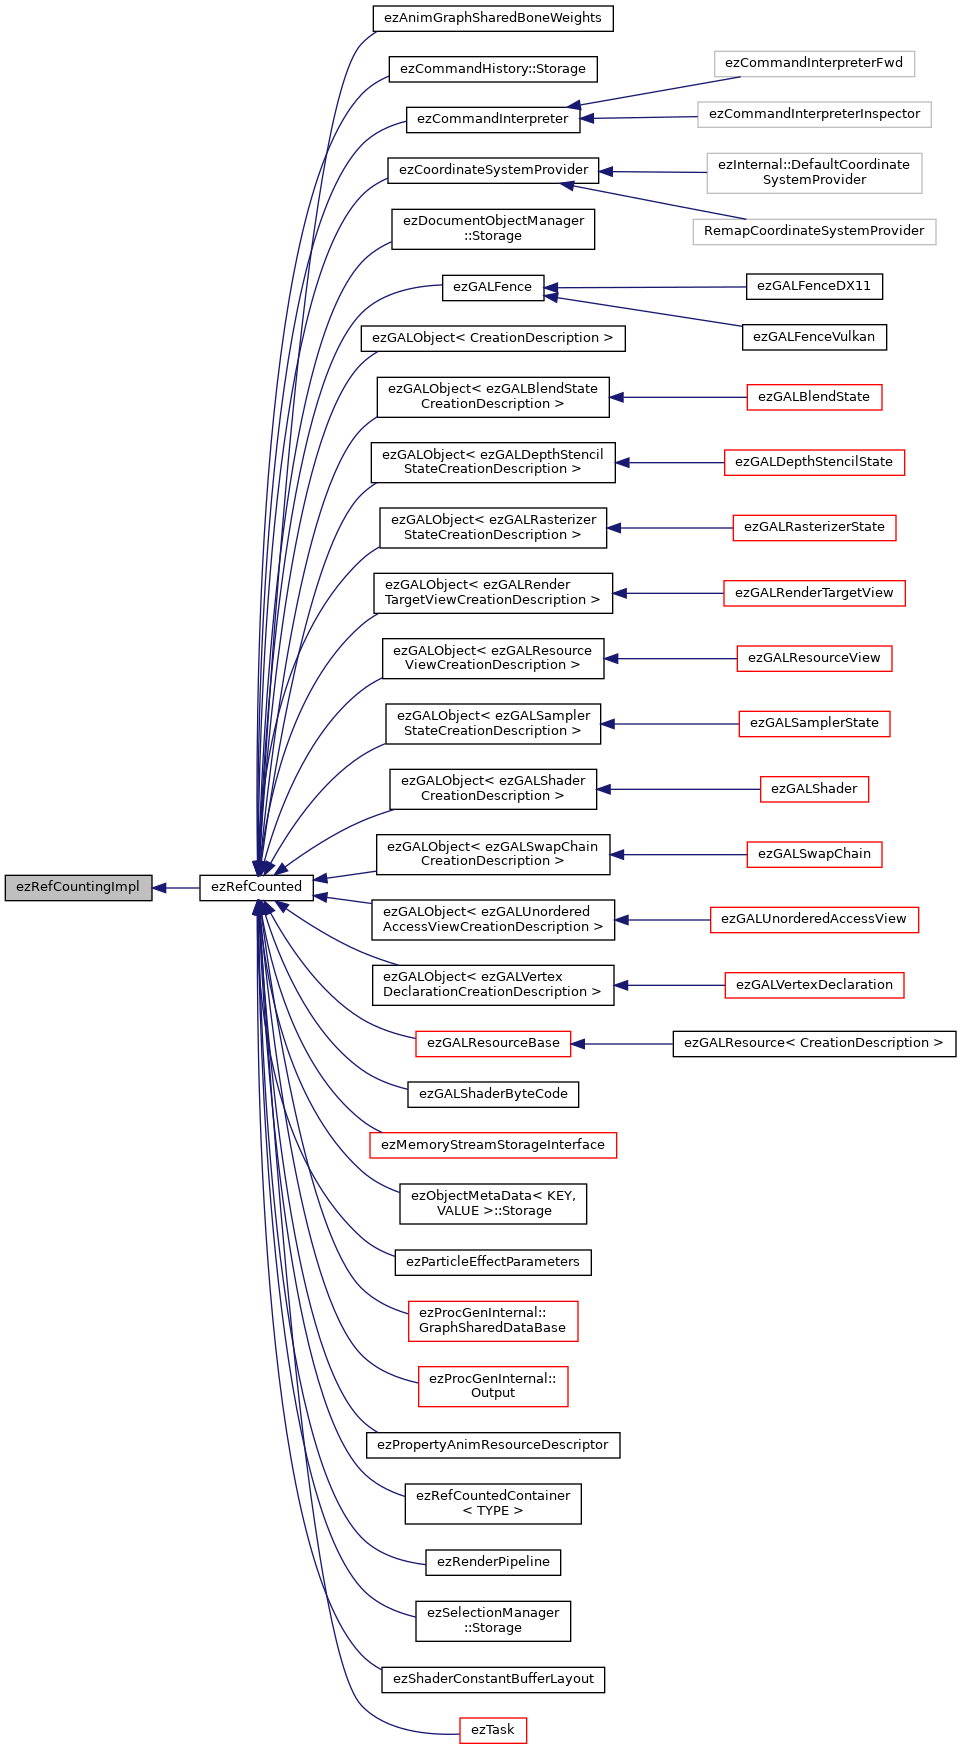 ezAnimGraphSharedBoneWeights
ezCommandHistory::Storage
ezCommandInterpreterFwd
ezCommandInterpreter
ezCommandInterpreterInspector
ezCoordinateSystemProvider
ezInternal::DefaultCoordinate
SystemProvider
RemapCoordinateSystemProvider
ezDocumentObjectManager
::Storage
ezGALFence
ezGALFenceDX11
ezGALFenceVulkan
ezGALObject< CreationDescription >
ezGALObject< ezGALBlendState
CreationDescription >
ezGALBlendState
ezGALObject< ezGALDepthStencil
StateCreationDescription >
ezGALDepthStencilState
ezGALObject< ezGALRasterizer
StateCreationDescription >
ezGALRasterizerState
ezGALObject< ezGALRender
TargetViewCreationDescription >
ezGALRenderTargetView
ezGALObject< ezGALResource
ViewCreationDescription >
ezGALResourceView
ezGALObject< ezGALSampler
StateCreationDescription >
ezGALSamplerState
ezGALObject< ezGALShader
CreationDescription >
ezGALShader
ezGALObject< ezGALSwapChain
CreationDescription >
ezGALSwapChain
ezRefCountingImpl
ezRefCounted
ezGALObject< ezGALUnordered
AccessViewCreationDescription >
ezGALUnorderedAccessView
ezGALObject< ezGALVertex
DeclarationCreationDescription >
ezGALVertexDeclaration
ezGALResourceBase
ezGALResource< CreationDescription >
ezGALShaderByteCode
ezMemoryStreamStorageInterface
ezObjectMetaData< KEY,
VALUE >::Storage
ezParticleEffectParameters
ezProcGenInternal::
GraphSharedDataBase
ezProcGenInternal::
Output
ezPropertyAnimResourceDescriptor
ezRefCountedContainer
< TYPE >
ezRenderPipeline
ezSelectionManager
::Storage
ezShaderConstantBufferLayout
ezTask